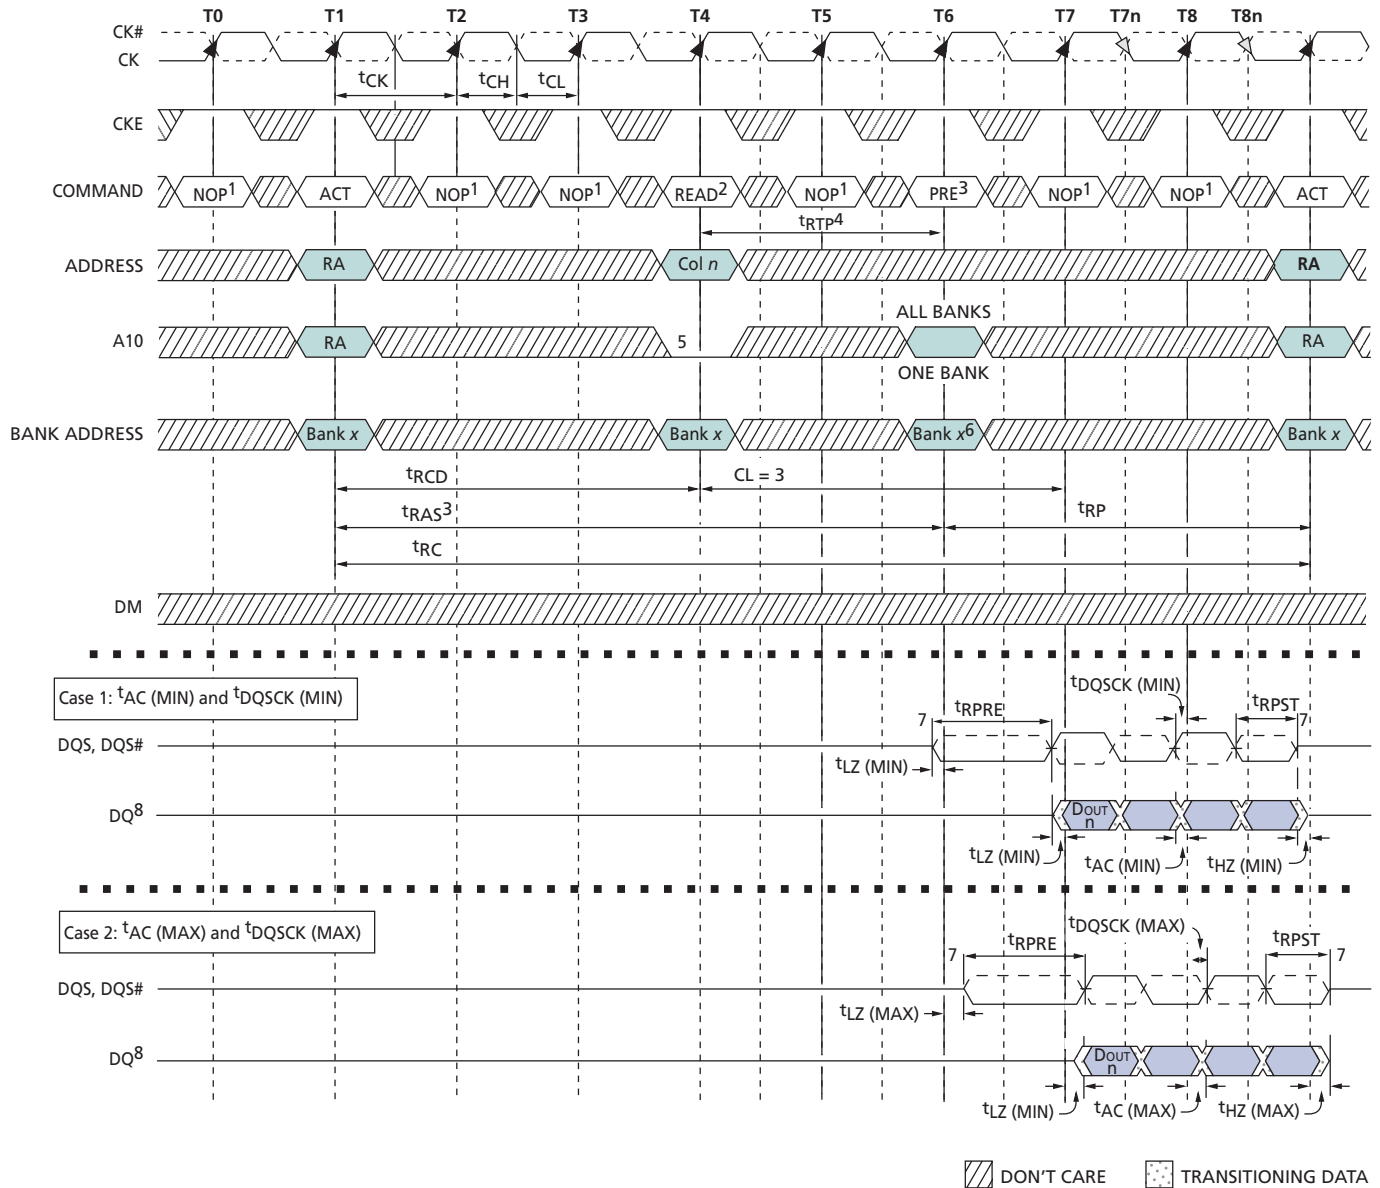 T0 T1 T2 T3 T4 T5 T6 T7 T7n T8 T8n
CK#
CK
tCK tCH tCL
CKE
COMMAND NOP1 ACT NOP1 NOP1 READ2 NOP1 PRE3 NOP1 NOP1 ACT
tRTP4
ADDRESS RA Col n RA
ALL BANKS
A10 RA 5 RA
ONE BANK
BANK ADDRESS Bank x Bank x Bank x6 Bank x
tRCD CL = 3
tRAS3 tRP
tRC
DM
Case 1: tAC (MIN) and tDQSCK (MIN)
tDQSCK (MIN)
7 tRPRE tRPST 7
DQS, DQS#
tLZ (MIN)
DQ8 DOUT
n
tLZ (MIN) tAC (MIN) tHZ (MIN)
Case 2: tAC (MAX) and tDQSCK (MAX)
tDQSCK (MAX)
7 tRPRE tRPST 7
DQS, DQS#
tLZ (MAX)
DQ8 DOUT
n
tLZ (MIN) tAC (MAX) tHZ (MAX)
DON'T CARE TRANSITIONING DATA